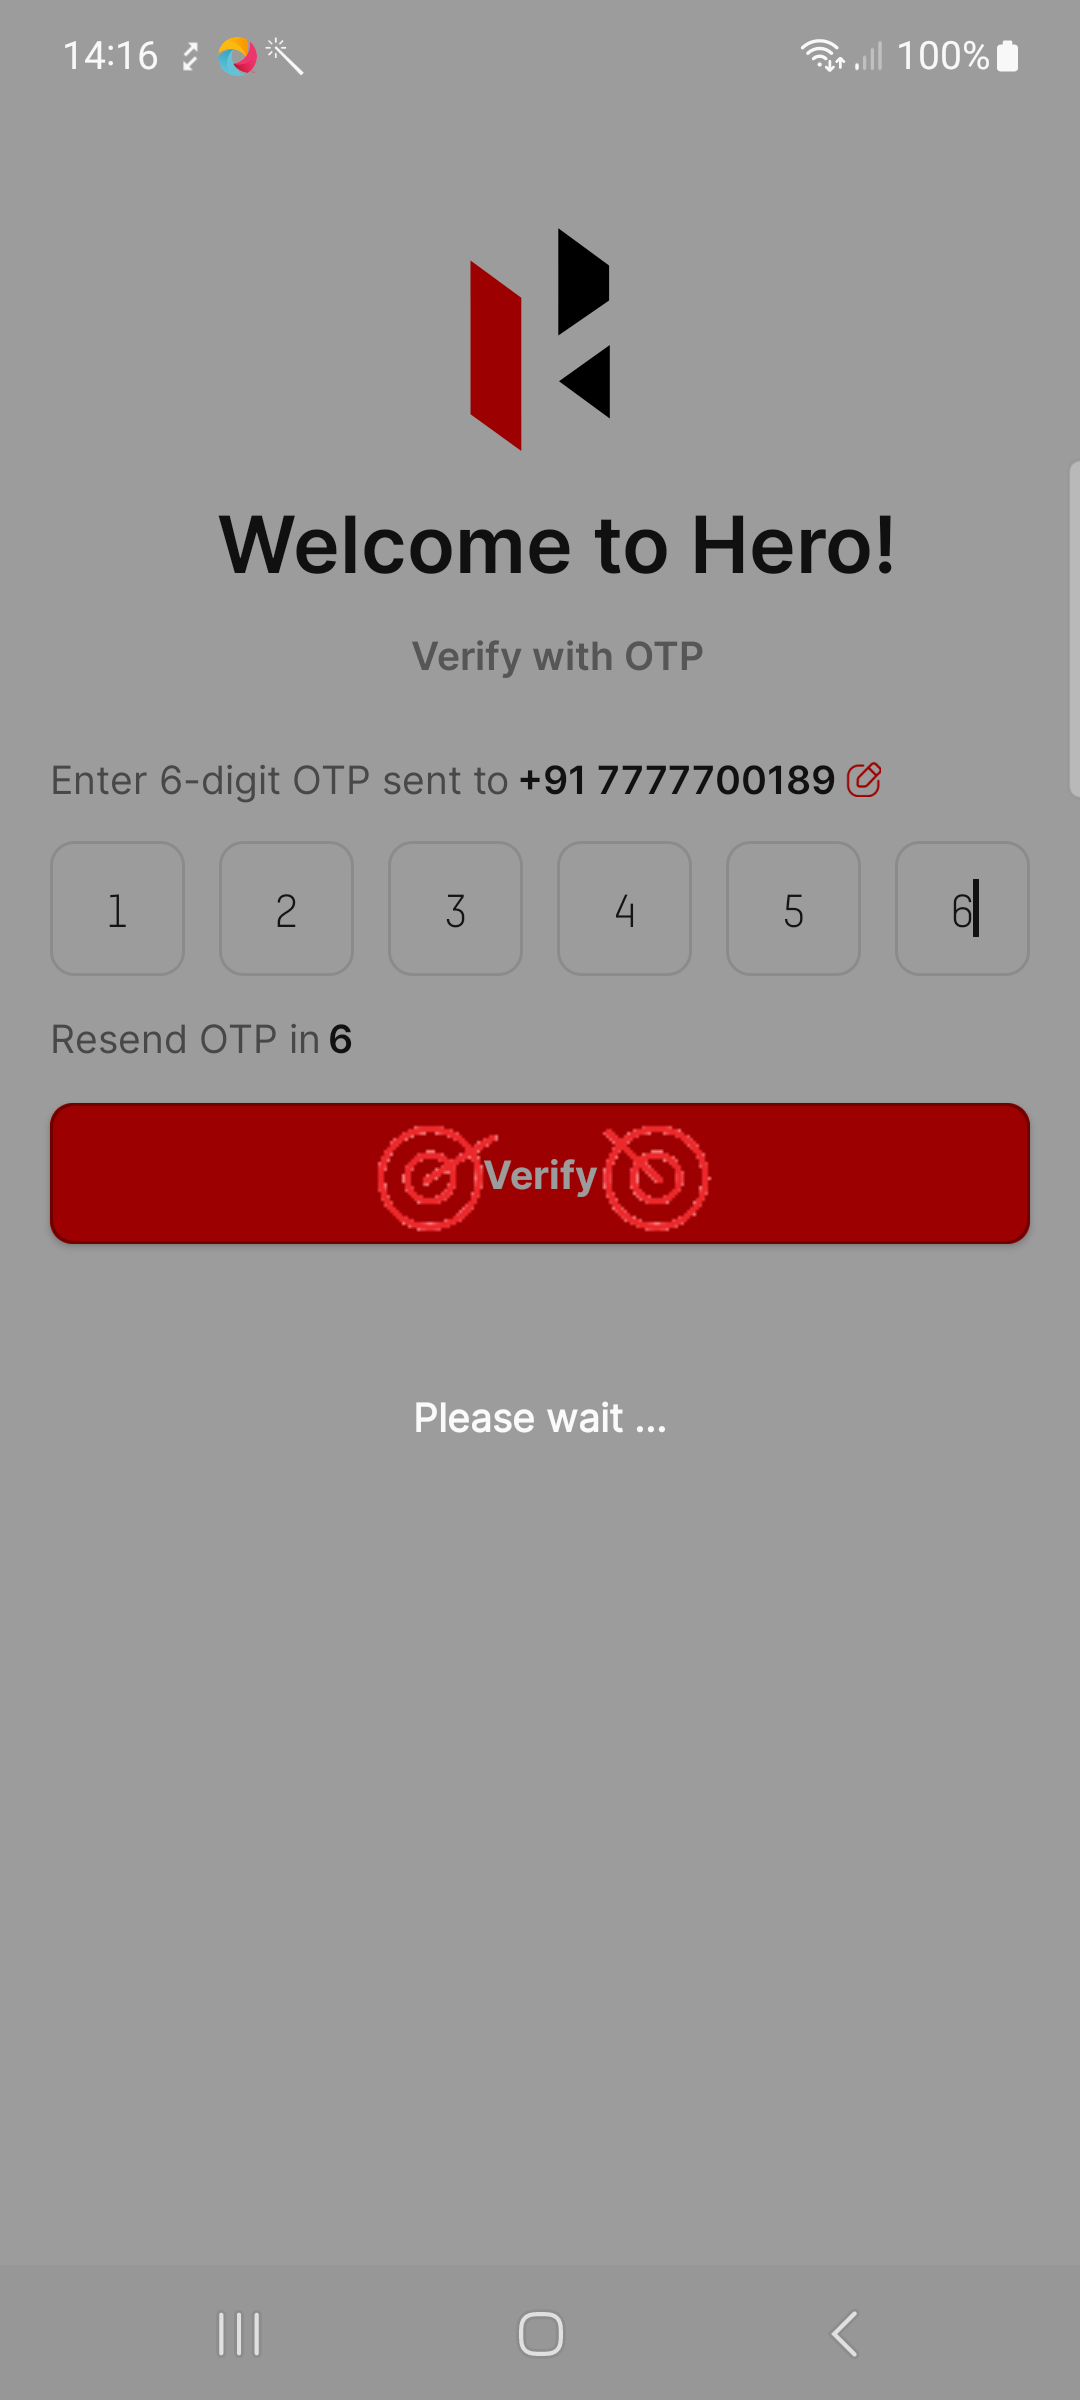 14:16 100%
Welcome to Hero!
Verify with OTP
Enter 6-digit OTP sent to +91 7777700189
1 2 3 4 5 6
Resend OTP in 6
Verify
Please wait ...